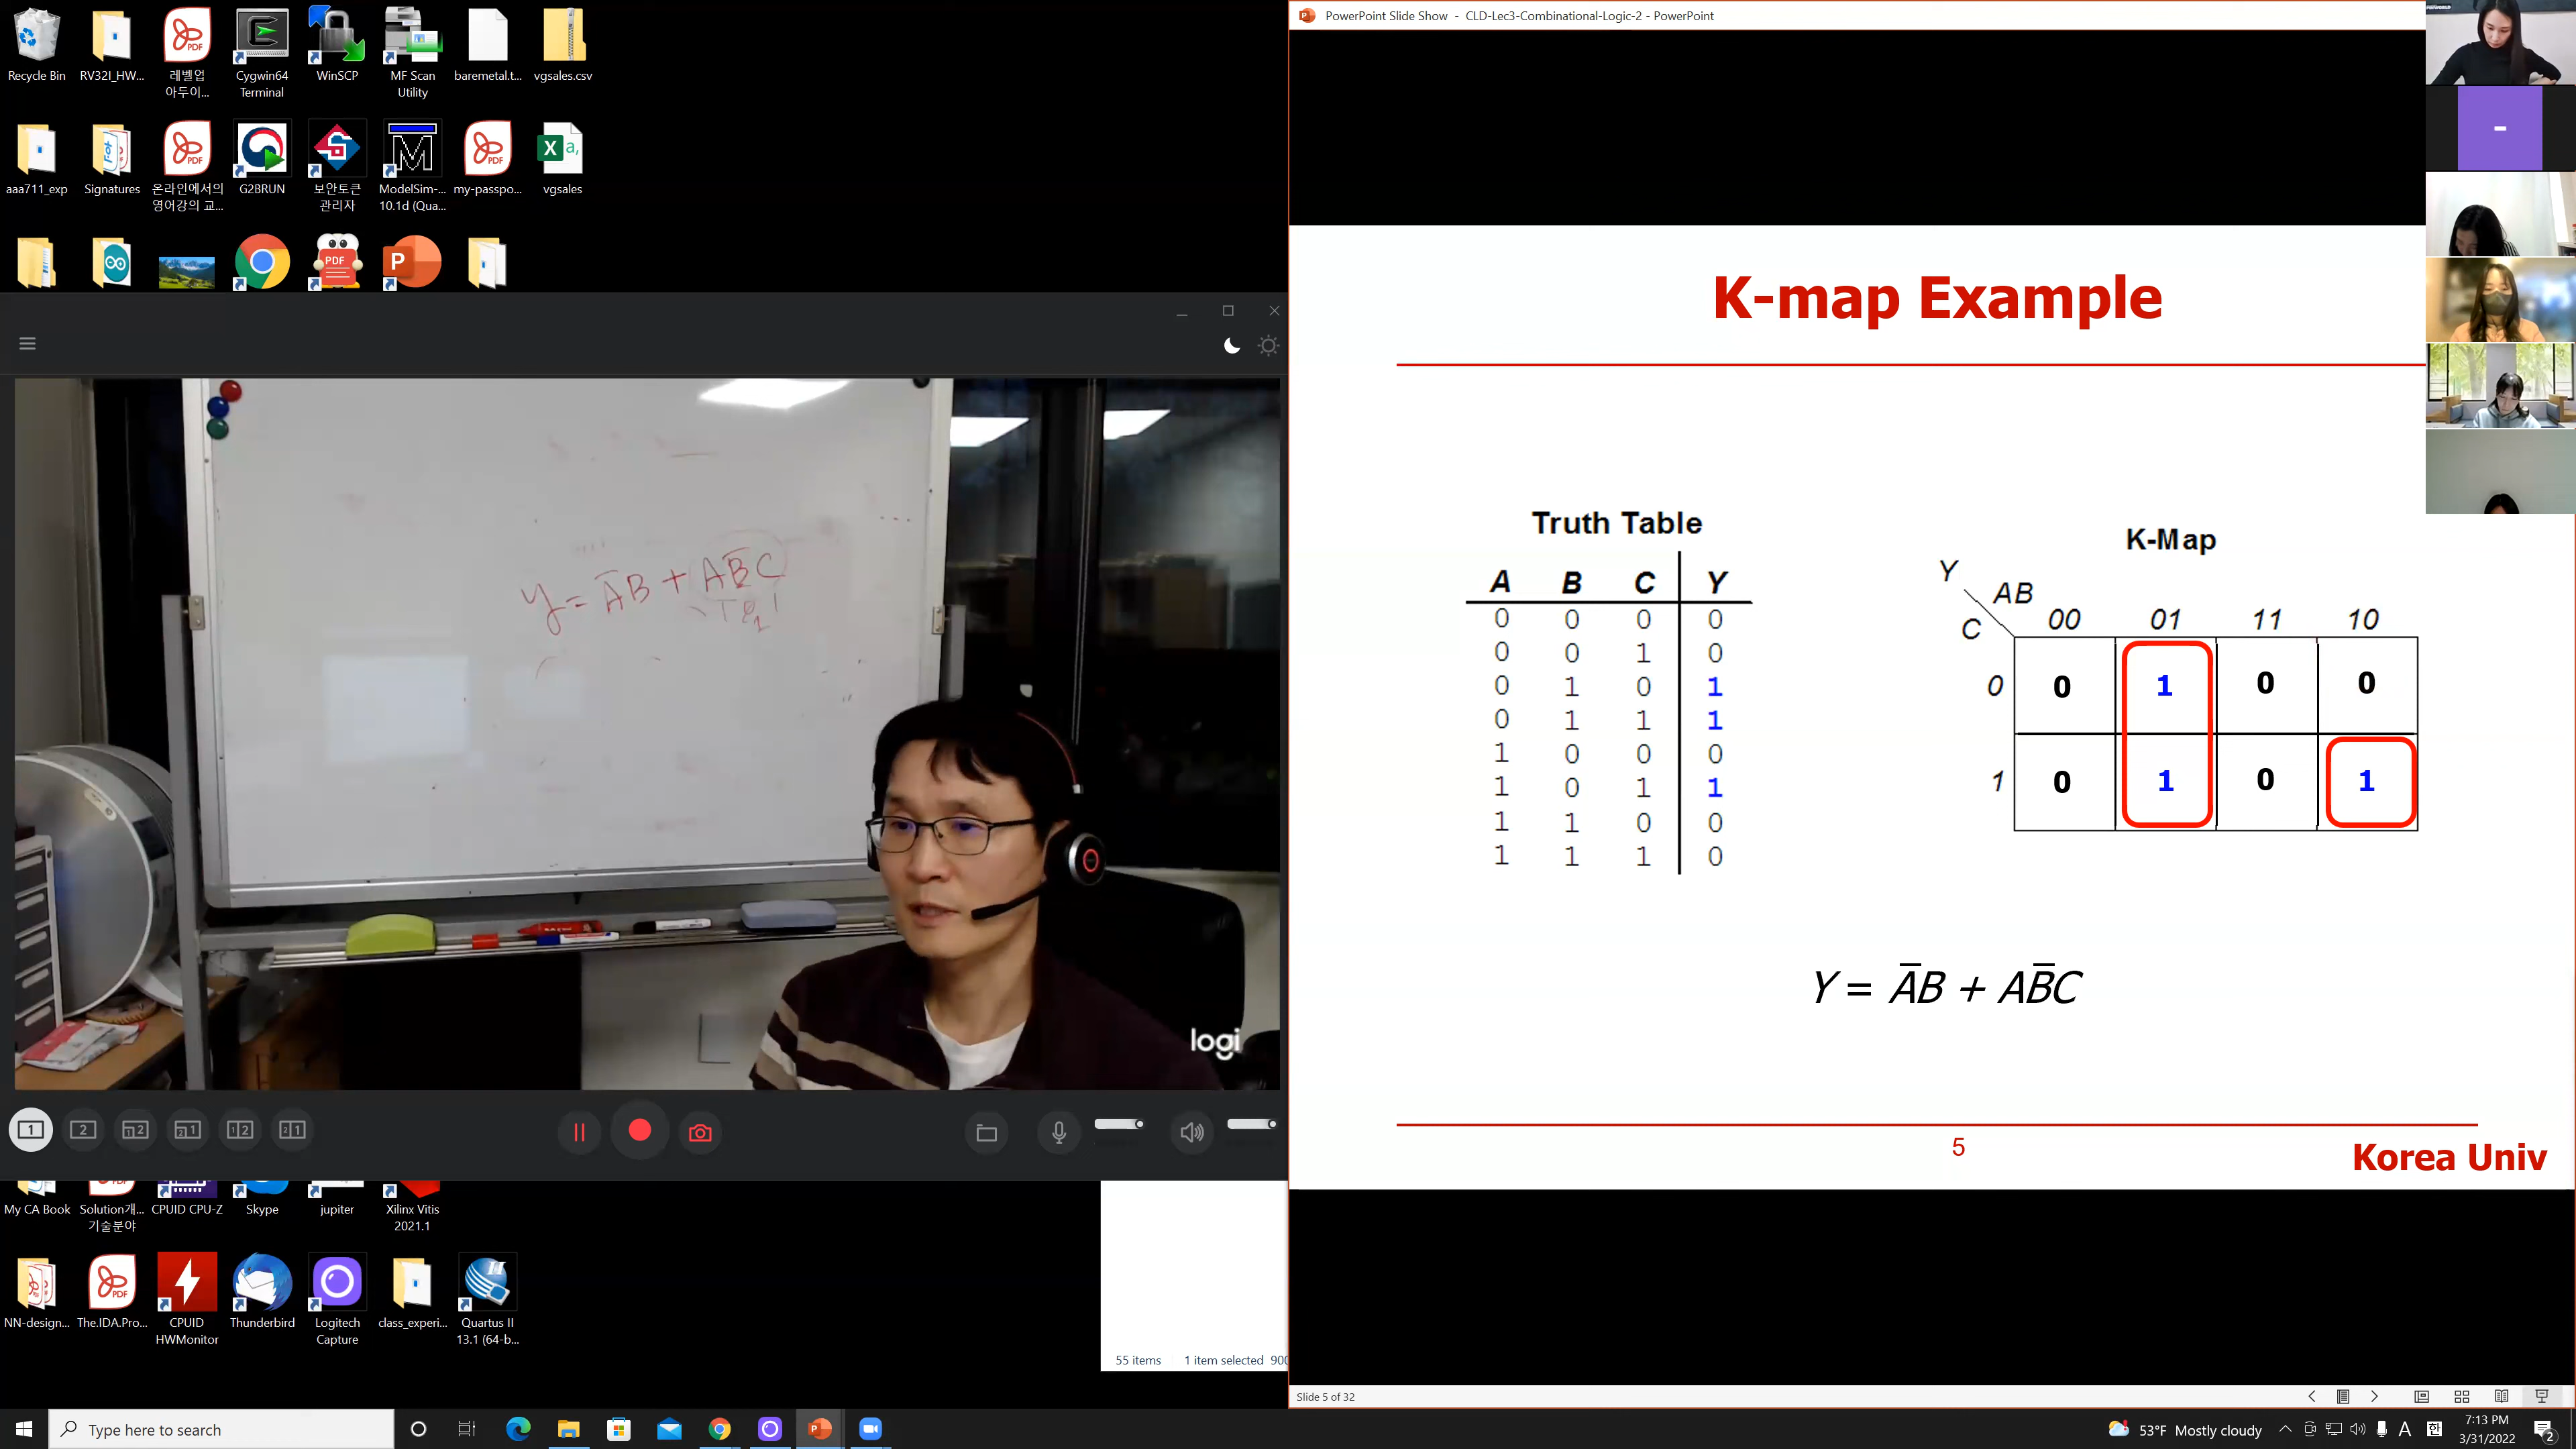 Recycle Bin
RV32I_HW...
레벨업
아두이...
Cygwin64
Terminal
WinSCP
MF Scan
Utility
baremetal.t...
vgsales.csv
aaa711_exp
Signatures
온라인에서의
영어강의 교...
G2BRUN
보안토큰
관리자
ModelSim-...
10.1d (Qua...
my-passpo...
vgsales
y = A̅B + AB̅C
logi
My CA Book
Solution개...
기술분야
CPUID CPU-Z
Skype
jupiter
Xilinx Vitis
2021.1
NN-design...
The.IDA.Pro...
CPUID
HWMonitor
Thunderbird
Logitech
Capture
class_experi...
Quartus II
13.1 (64-b...
55 items 1 item selected 900
PowerPoint Slide Show - CLD-Lec3-Combinational-Logic-2 - PowerPoint
K-map Example
Truth Table
A B C Y
0 0 0 0
0 0 1 0
0 1 0 1
0 1 1 1
1 0 0 0
1 0 1 1
1 1 0 0
1 1 1 0
K-Map
Y
AB
C 00 01 11 10
0 0 1 0 0
1 0 1 0 1
Y = A̅B + AB̅C
5
Korea Univ
Slide 5 of 32
Type here to search
53°F Mostly cloudy
A
한
7:13 PM
3/31/2022
2